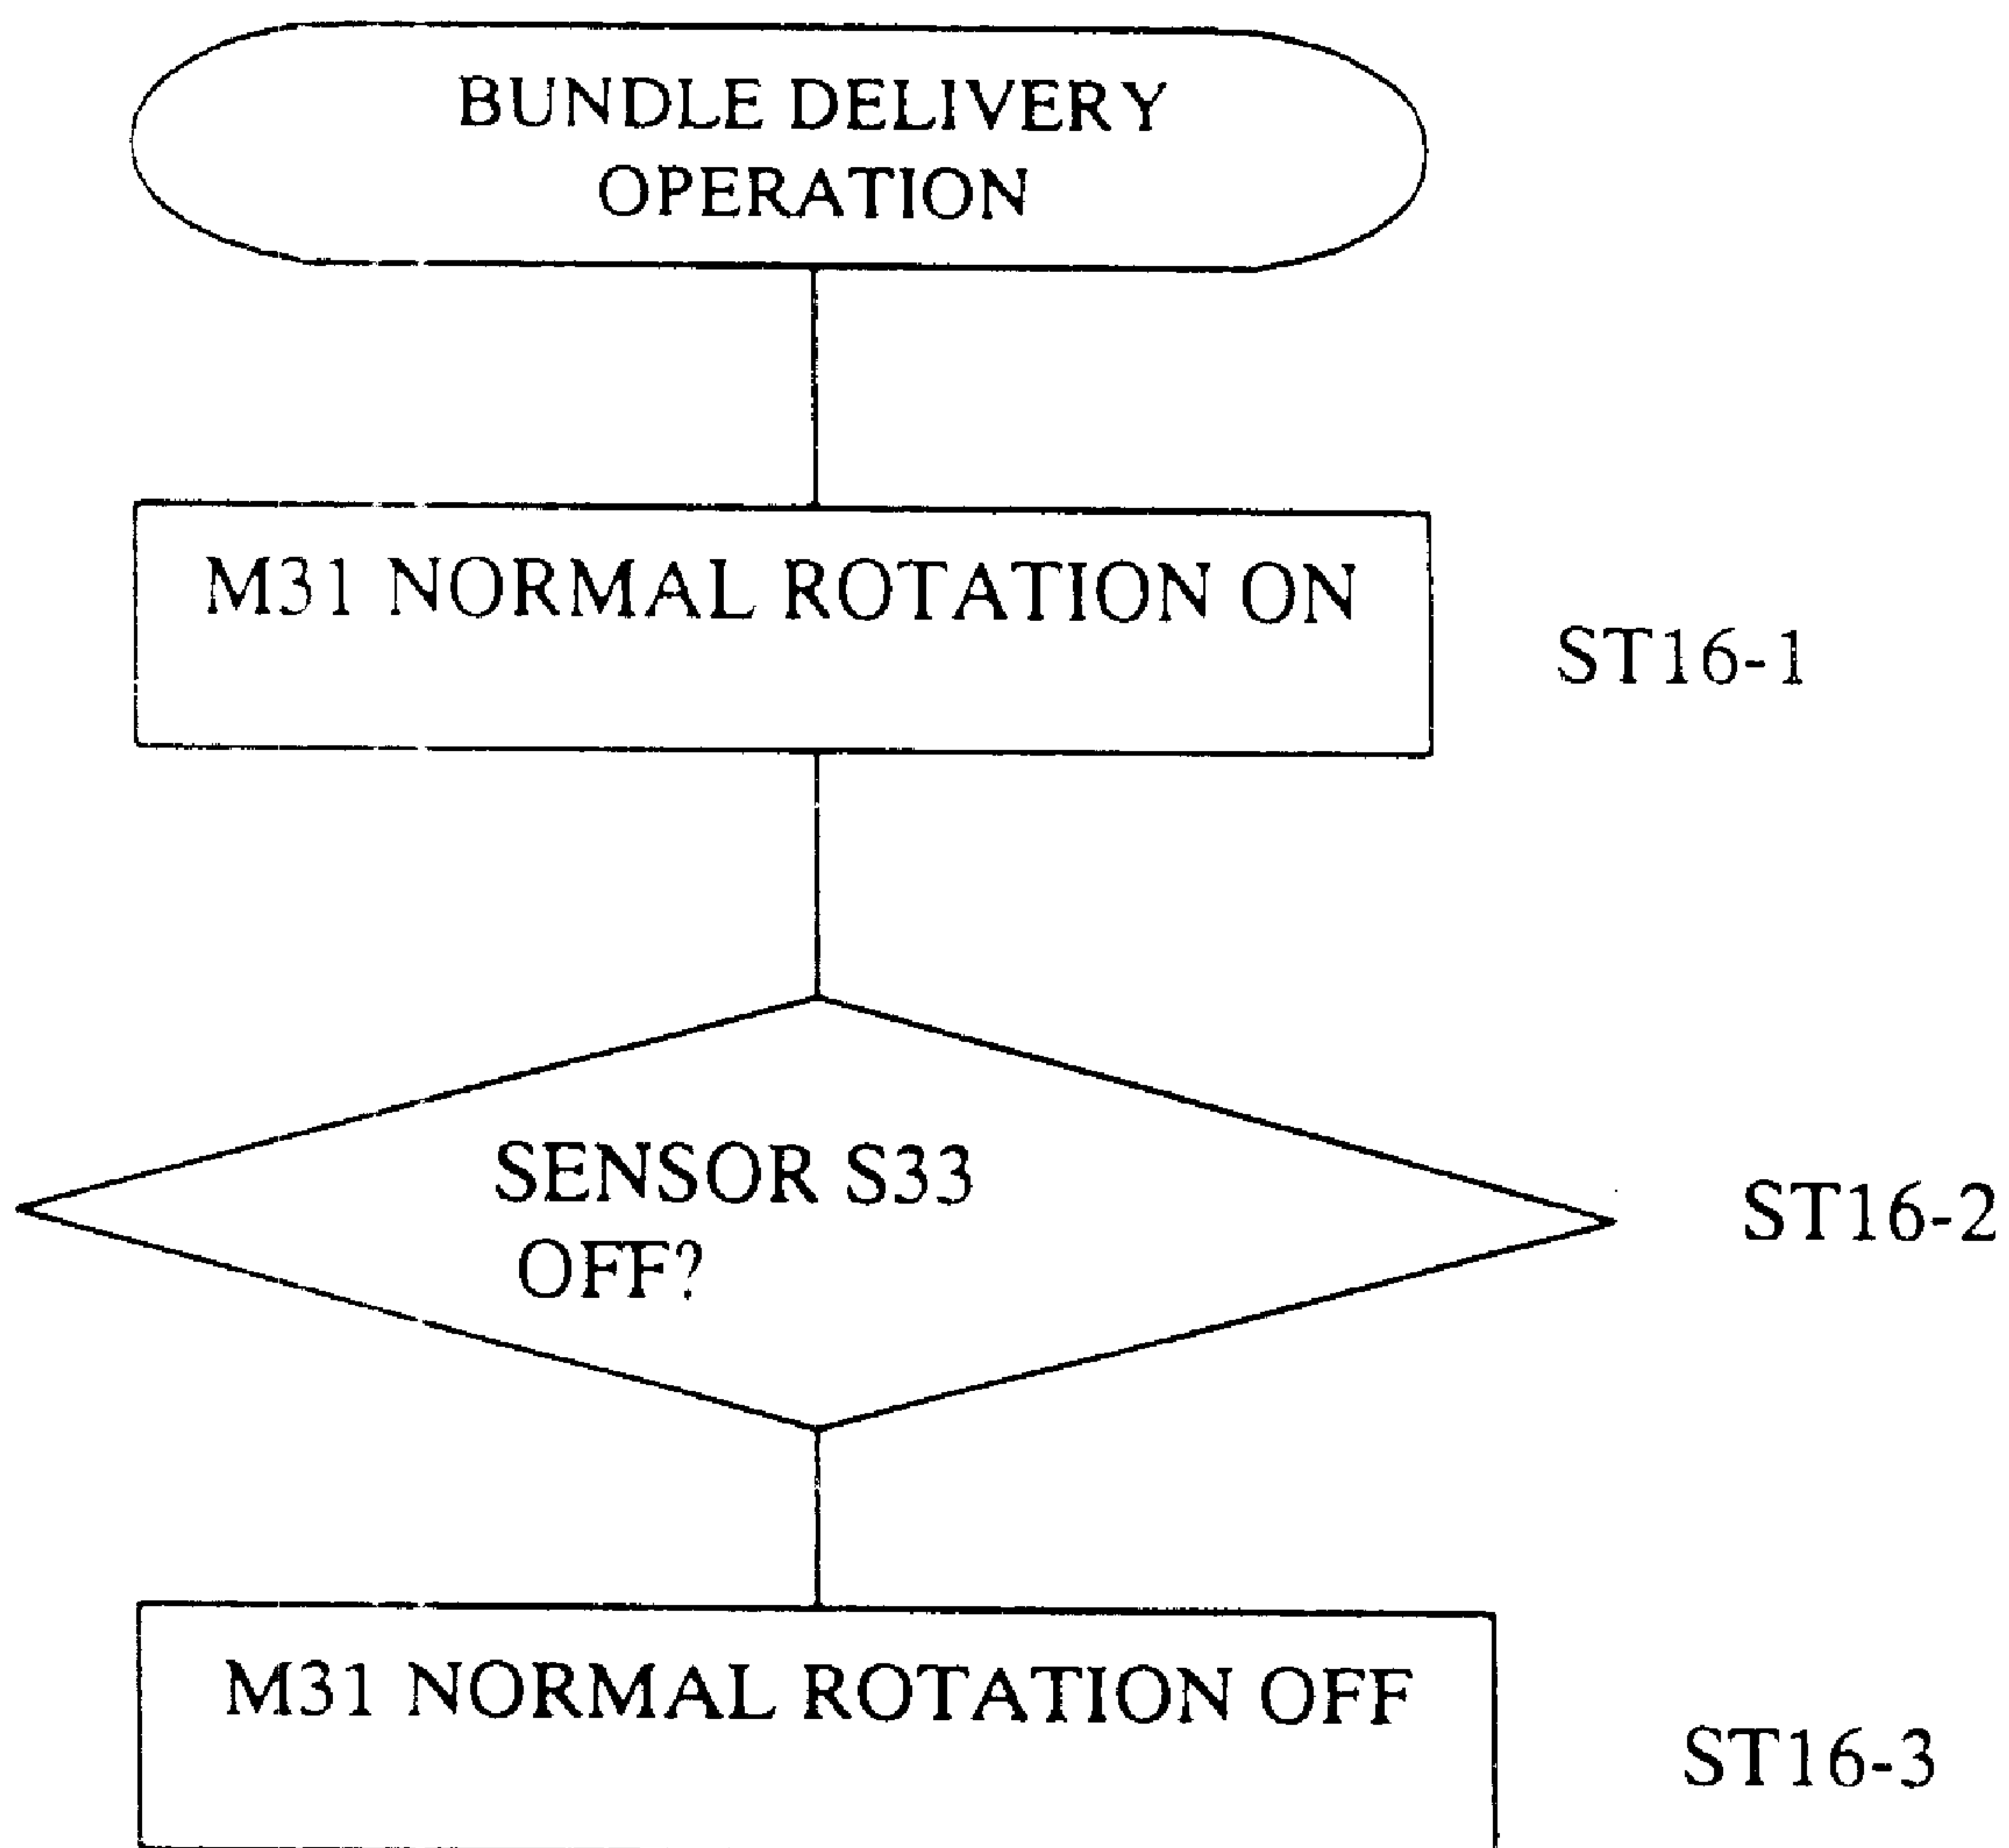 BUNDLE DELIVERY
OPERATION
M31 NORMAL ROTATION ON
ST16-1
SENSOR S33
OFF?
ST16-2
M31 NORMAL ROTATION OFF
ST16-3